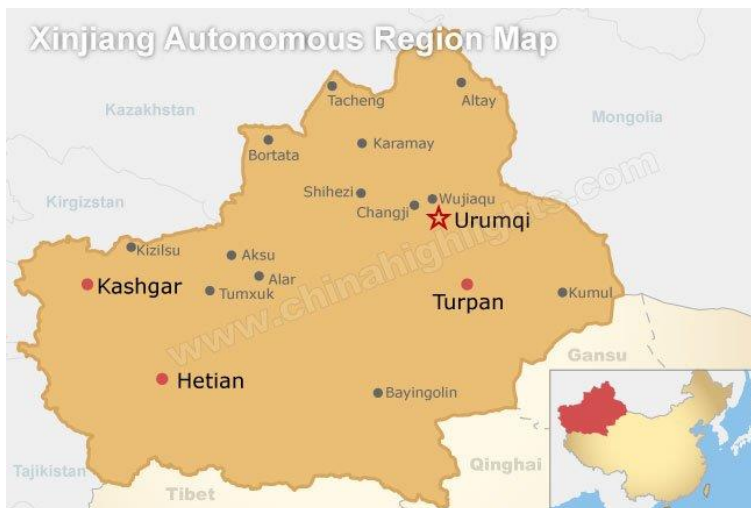 Xinjiang Autonomous Region Map
Kazakhstan
Tacheng
Altay
Mongolia
Bortata
Karamay
Kirgizstan
Shihezi
Wujiaqu
Changji
Urumqi
Kizilsu
Aksu
Kashgar
Alar
Tumxuk
Turpan
Kumul
www.chinahighlights.com
Gansu
Hetian
Bayingolin
Tajikistan
Qinghai
Tibet